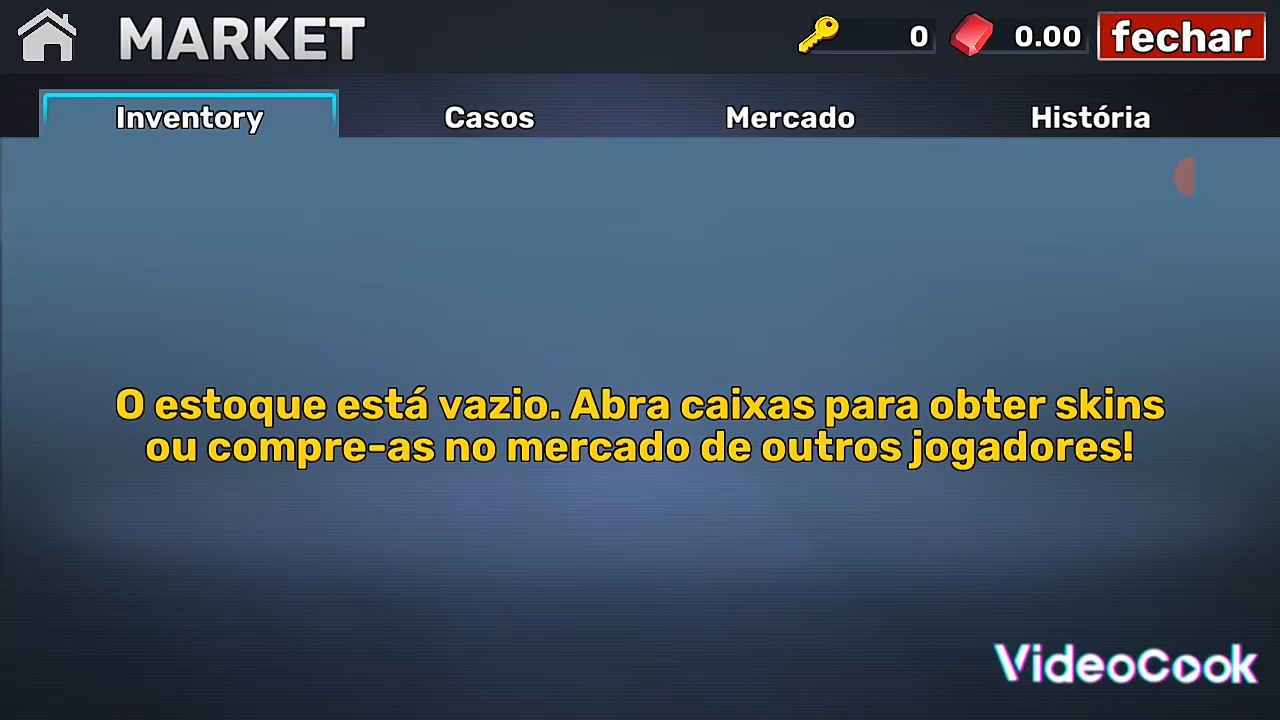 MARKET
0
0.00
fechar
Inventory
Casos
Mercado
História
O estoque está vazio. Abra caixas para obter skins
ou compre-as no mercado de outros jogadores!
VideoCook